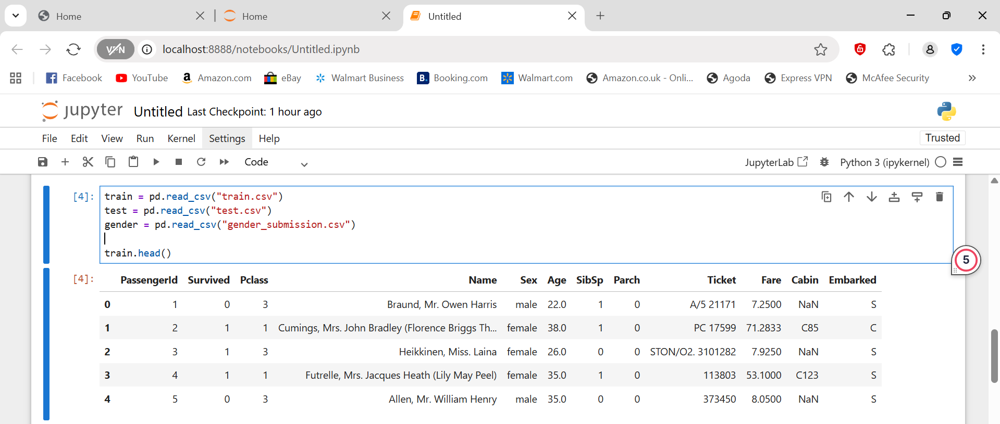 Home
Home
Untitled
VPN localhost:8888/notebooks/Untitled.ipynb
Facebook YouTube Amazon.com eBay Walmart Business Booking.com Walmart.com Amazon.co.uk - Onli... Agoda Express VPN McAfee Security
jupyter Untitled Last Checkpoint: 1 hour ago
File Edit View Run Kernel Settings Help Trusted
Code JupyterLab Python 3 (ipykernel)
[4]: train = pd.read_csv("train.csv")
test = pd.read_csv("test.csv")
gender = pd.read_csv("gender_submission.csv")
train.head()
5
[4]: PassengerId Survived Pclass Name Sex Age SibSp Parch Ticket Fare Cabin Embarked
0 1 0 3 Braund, Mr. Owen Harris male 22.0 1 0 A/5 21171 7.2500 NaN S
1 2 1 1 Cumings, Mrs. John Bradley (Florence Briggs Th... female 38.0 1 0 PC 17599 71.2833 C85 C
2 3 1 3 Heikkinen, Miss. Laina female 26.0 0 0 STON/O2. 3101282 7.9250 NaN S
3 4 1 1 Futrelle, Mrs. Jacques Heath (Lily May Peel) female 35.0 1 0 113803 53.1000 C123 S
4 5 0 3 Allen, Mr. William Henry male 35.0 0 0 373450 8.0500 NaN S